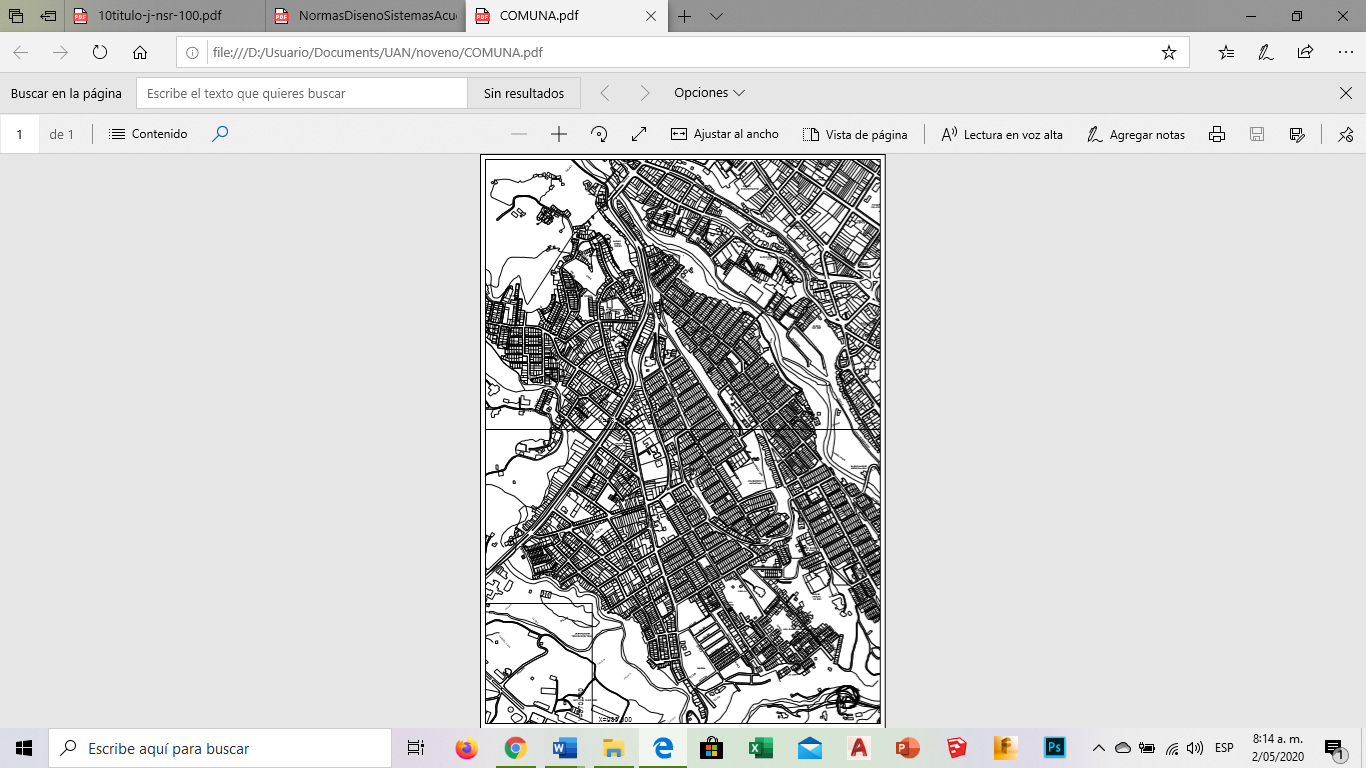 10titulo-j-nsr-100.pdf
NormasDisenoSistemasAcu
COMUNA.pdf
file:///D:/Usuario/Documents/UAN/noveno/COMUNA.pdf
Buscar en la página
Escribe el texto que quieres buscar
Sin resultados
Opciones
1
de 1
Contenido
Ajustar al ancho
Vista de página
Lectura en voz alta
Agregar notas
Escribe aquí para buscar
ESP
8:14 a. m.
2/05/2020
1